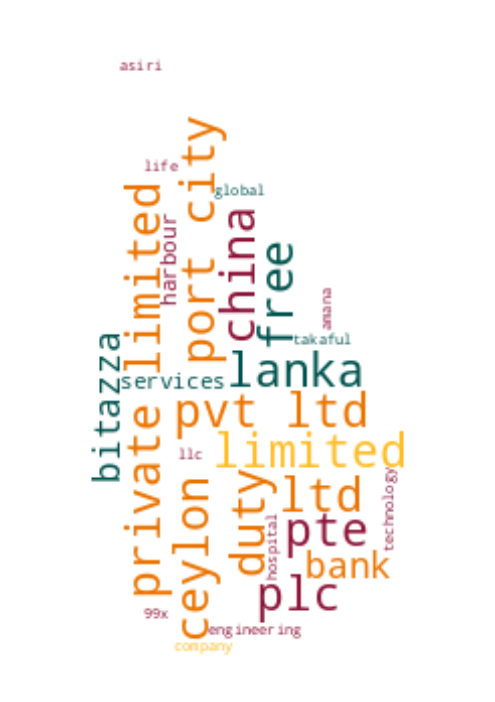 asiri
life
port city
private limited
global
harbour
china
free
amana
takaful
bitazza
services
lanka
pvt ltd
limited
llc
ceylon
duty
ltd
technology
pte
hospital
bank
plc
99x
engineering
company